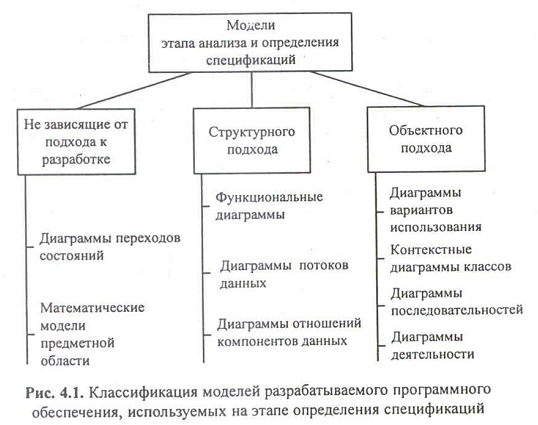 Модели
этапа анализа и определения
спецификаций
Не зависящие от
подхода к
разработке
Структурного
подхода
Объектного
подхода
Диаграммы переходов
состояний
Математические
модели
предметной
области
Функциональные
диаграммы
Диаграммы потоков
данных
Диаграммы отношений
компонентов данных
Диаграммы
вариантов
использования
Контекстные
диаграммы классов
Диаграммы
последовательностей
Диаграммы
деятельности
Рис. 4.1. Классификация моделей разрабатываемого программного
обеспечения, используемых на этапе определения спецификаций